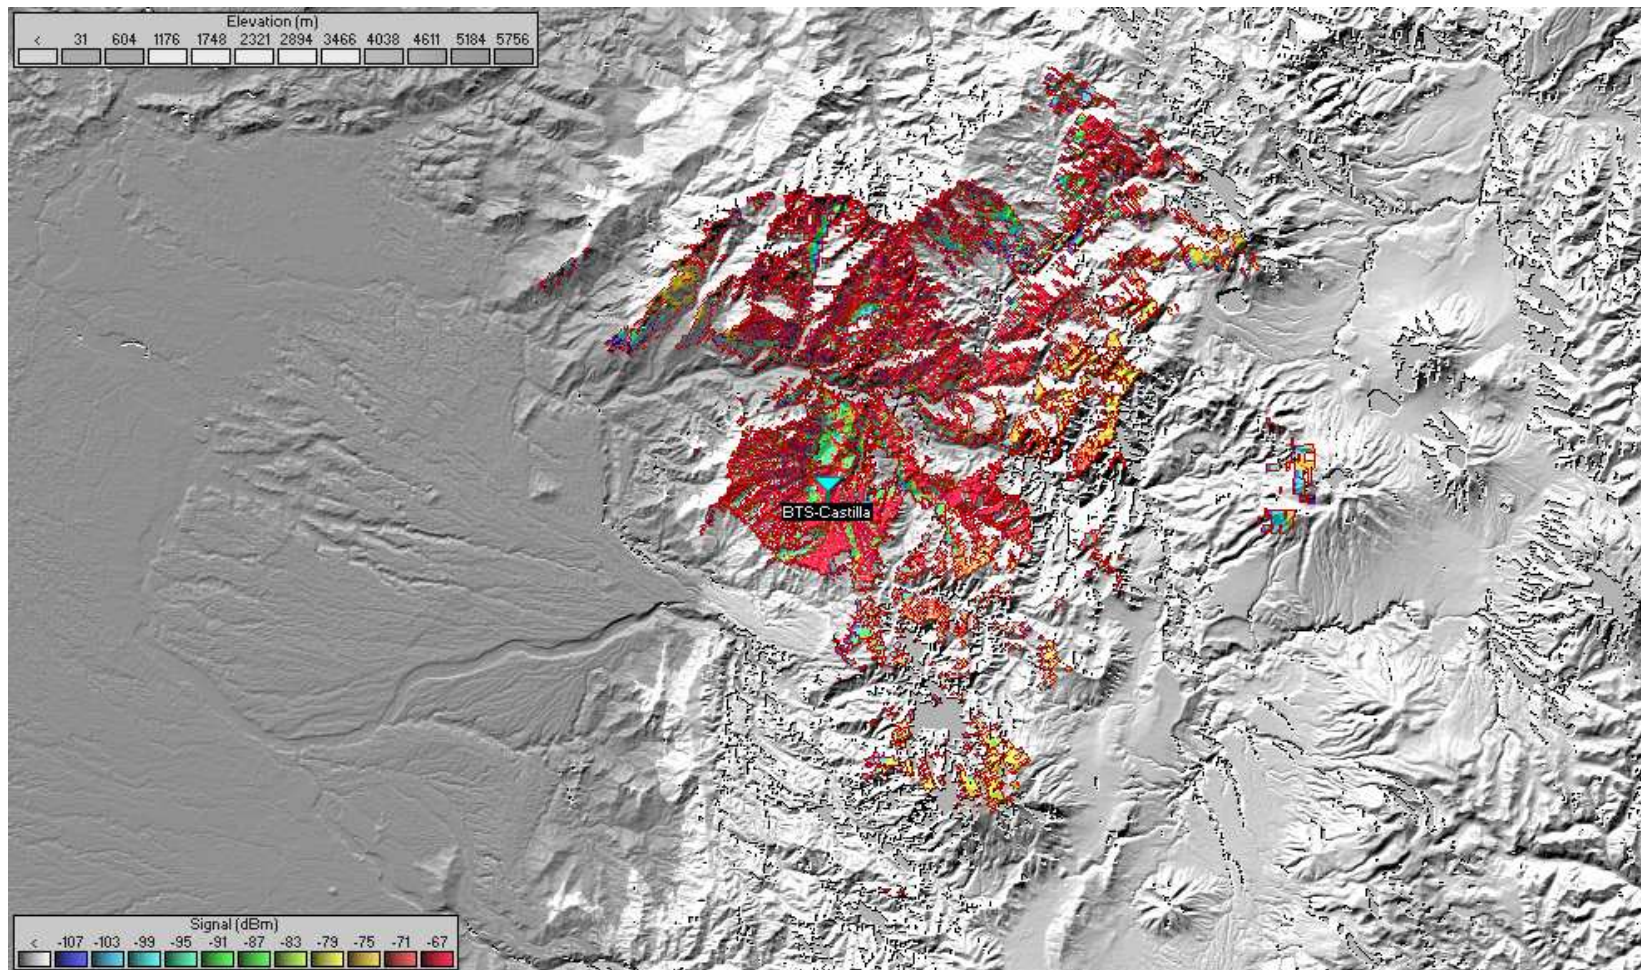 Elevation (m)
< 31 604 1176 1748 2321 2894 3466 4038 4611 5184 5756
BTS-Castilla
Signal (dBm)
< -107 -103 -99 -95 -91 -87 -83 -79 -75 -71 -67